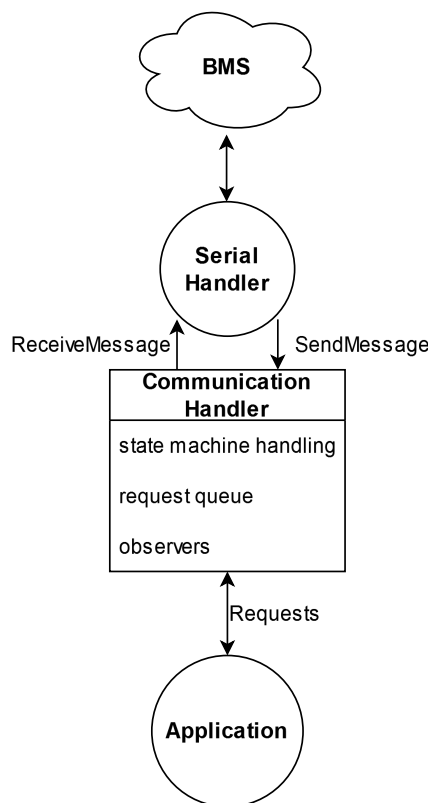 BMS
Serial
Handler
ReceiveMessage
SendMessage
Communication
Handler
state machine handling
request queue
observers
Requests
Application